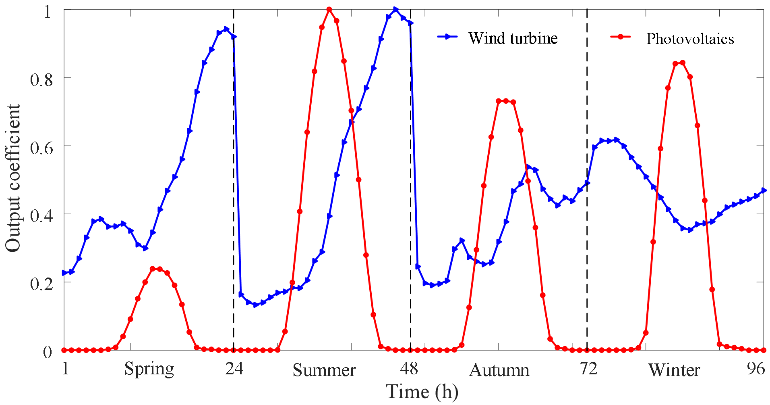 Output coefficient
1
0.8
0.6
0.4
0.2
0
Wind turbine
Photovoltaics
1 Spring 24 Summer 48 Autumn 72 Winter 96
Time (h)